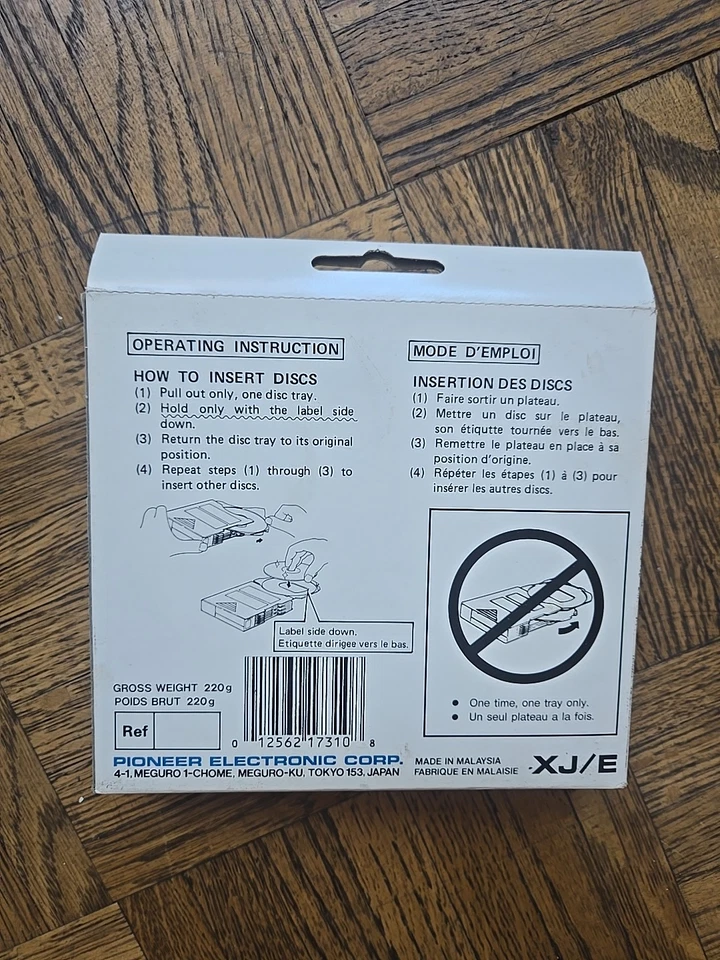 OPERATING INSTRUCTION
HOW TO INSERT DISCS
(1) Pull out only, one disc tray.
(2) Hold only with the label side
down.
(3) Return the disc tray to its original
position.
(4) Repeat steps (1) through (3) to
insert other discs.
MODE D'EMPLOI
INSERTION DES DISCS
(1) Faire sortir un plateau.
(2) Mettre un disc sur le plateau,
son étiqutte tournée vers le bas.
(3) Remettre le plateau en place à sa
position d'origine.
(4) Répéter les étapes (1) à (3) pour
insérer les autres discs.
Label side down.
Etiquette dirigee vers le bas.
One time, one tray only.
Un seul plateau a la fois.
GROSS WEIGHT 220g
POIDS BRUT 220g
Ref
0 12562 17310 8
PIONEER ELECTRONIC CORP.
4-1, MEGURO 1-CHOME, MEGURO-KU, TOKYO 153, JAPAN
MADE IN MALAYSIA
FABRIQUE EN MALAISIE
XJ/E